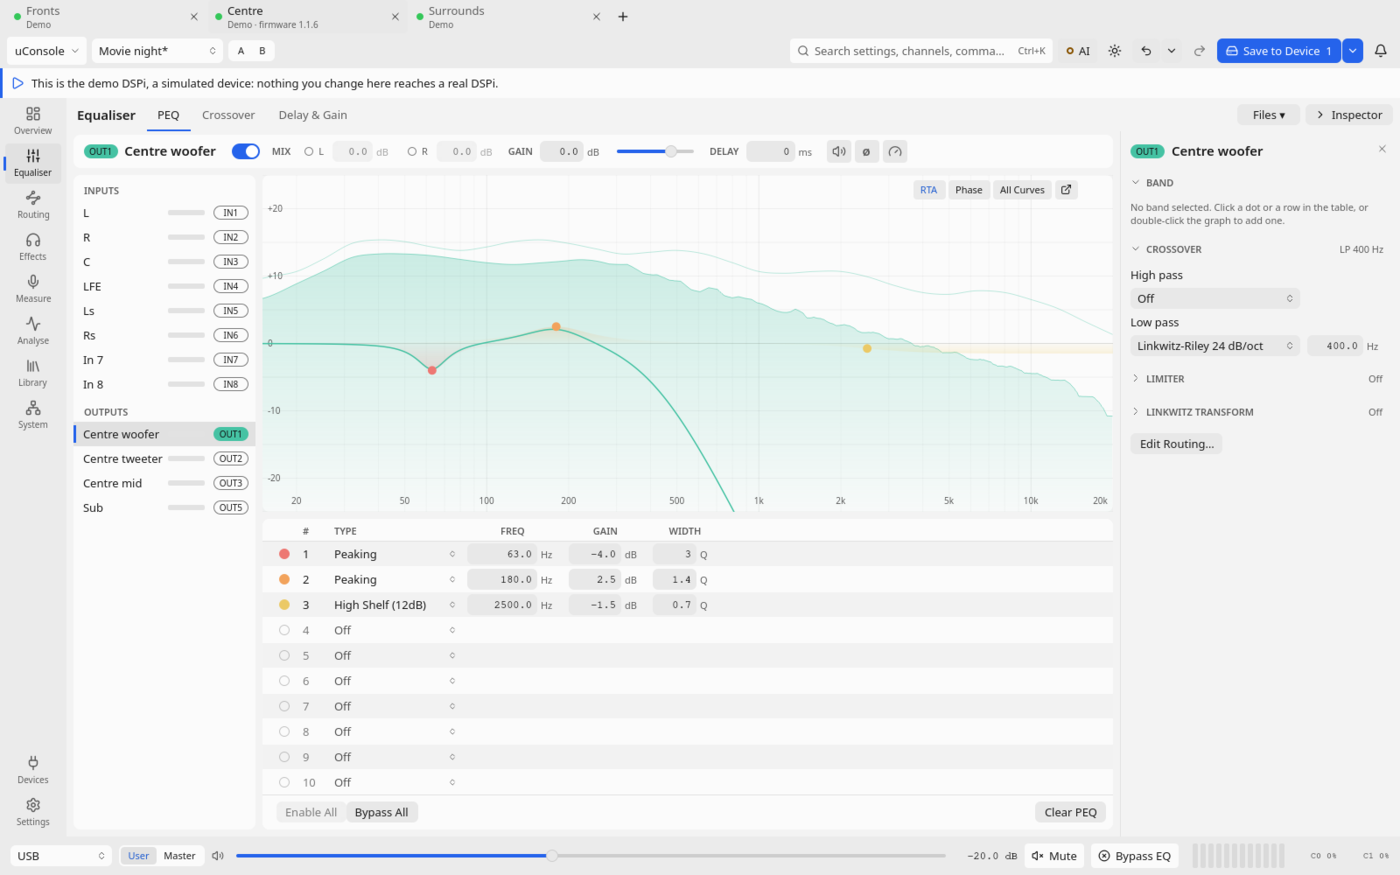 Fronts
Demo
Centre
Demo · firmware 1.1.6
Surrounds
Demo
uConsole
Movie night*
A B
Search settings, channels, comma... Ctrl+K
AI
Save to Device 1
This is the demo DSPi, a simulated device: nothing you change here reaches a real DSPi.
Overview
Equaliser
Routing
Effects
Measure
Analyse
Library
System
Devices
Settings
Equaliser PEQ Crossover Delay & Gain
Files ▾ Inspector
OUT1 Centre woofer MIX L 0.0 dB R 0.0 dB GAIN 0.0 dB DELAY 0 ms ø
INPUTS
L IN1
R IN2
C IN3
LFE IN4
Ls IN5
Rs IN6
In 7 IN7
In 8 IN8
OUTPUTS
Centre woofer OUT1
Centre tweeter OUT2
Centre mid OUT3
Sub OUT5
RTA Phase All Curves
+20
+10
0
-10
-20
20 50 100 200 500 1k 2k 5k 10k 20k
# TYPE FREQ GAIN WIDTH
1 Peaking 63.0 Hz −4.0 dB 3 Q
2 Peaking 180.0 Hz 2.5 dB 1.4 Q
3 High Shelf (12dB) 2500.0 Hz −1.5 dB 0.7 Q
4 Off
5 Off
6 Off
7 Off
8 Off
9 Off
10 Off
Enable All Bypass All Clear PEQ
OUT1 Centre woofer
BAND
No band selected. Click a dot or a row in the table, or
double-click the graph to add one.
CROSSOVER LP 400 Hz
High pass
Off
Low pass
Linkwitz-Riley 24 dB/oct 400.0 Hz
LIMITER Off
LINKWITZ TRANSFORM Off
Edit Routing...
USB User Master −20.0 dB Mute Bypass EQ C0 0% C1 0%